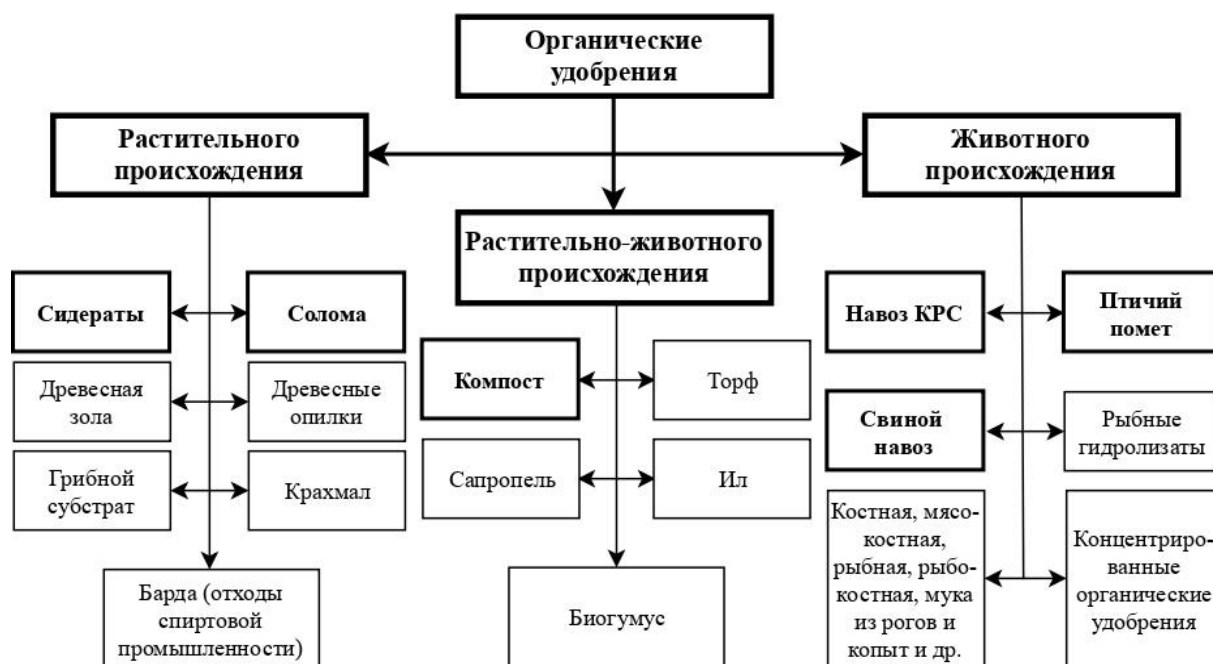 Органические
удобрения
Растительного
происхождения
Животного
происхождения
Растительно-животного
происхождения
Сидераты
Солома
Древесная
зола
Древесные
опилки
Грибной
субстрат
Крахмал
Барда (отходы
спиртовой
промышленности)
Компост
Торф
Сапропель
Ил
Биогумус
Навоз КРС
Птичий
помет
Свиной
навоз
Рыбные
гидролизаты
Костная, мясо-
костная,
рыбная, рыбо-
костная, мука
из рогов и
копыт и др.
Концентриро-
ванные
органические
удобрения